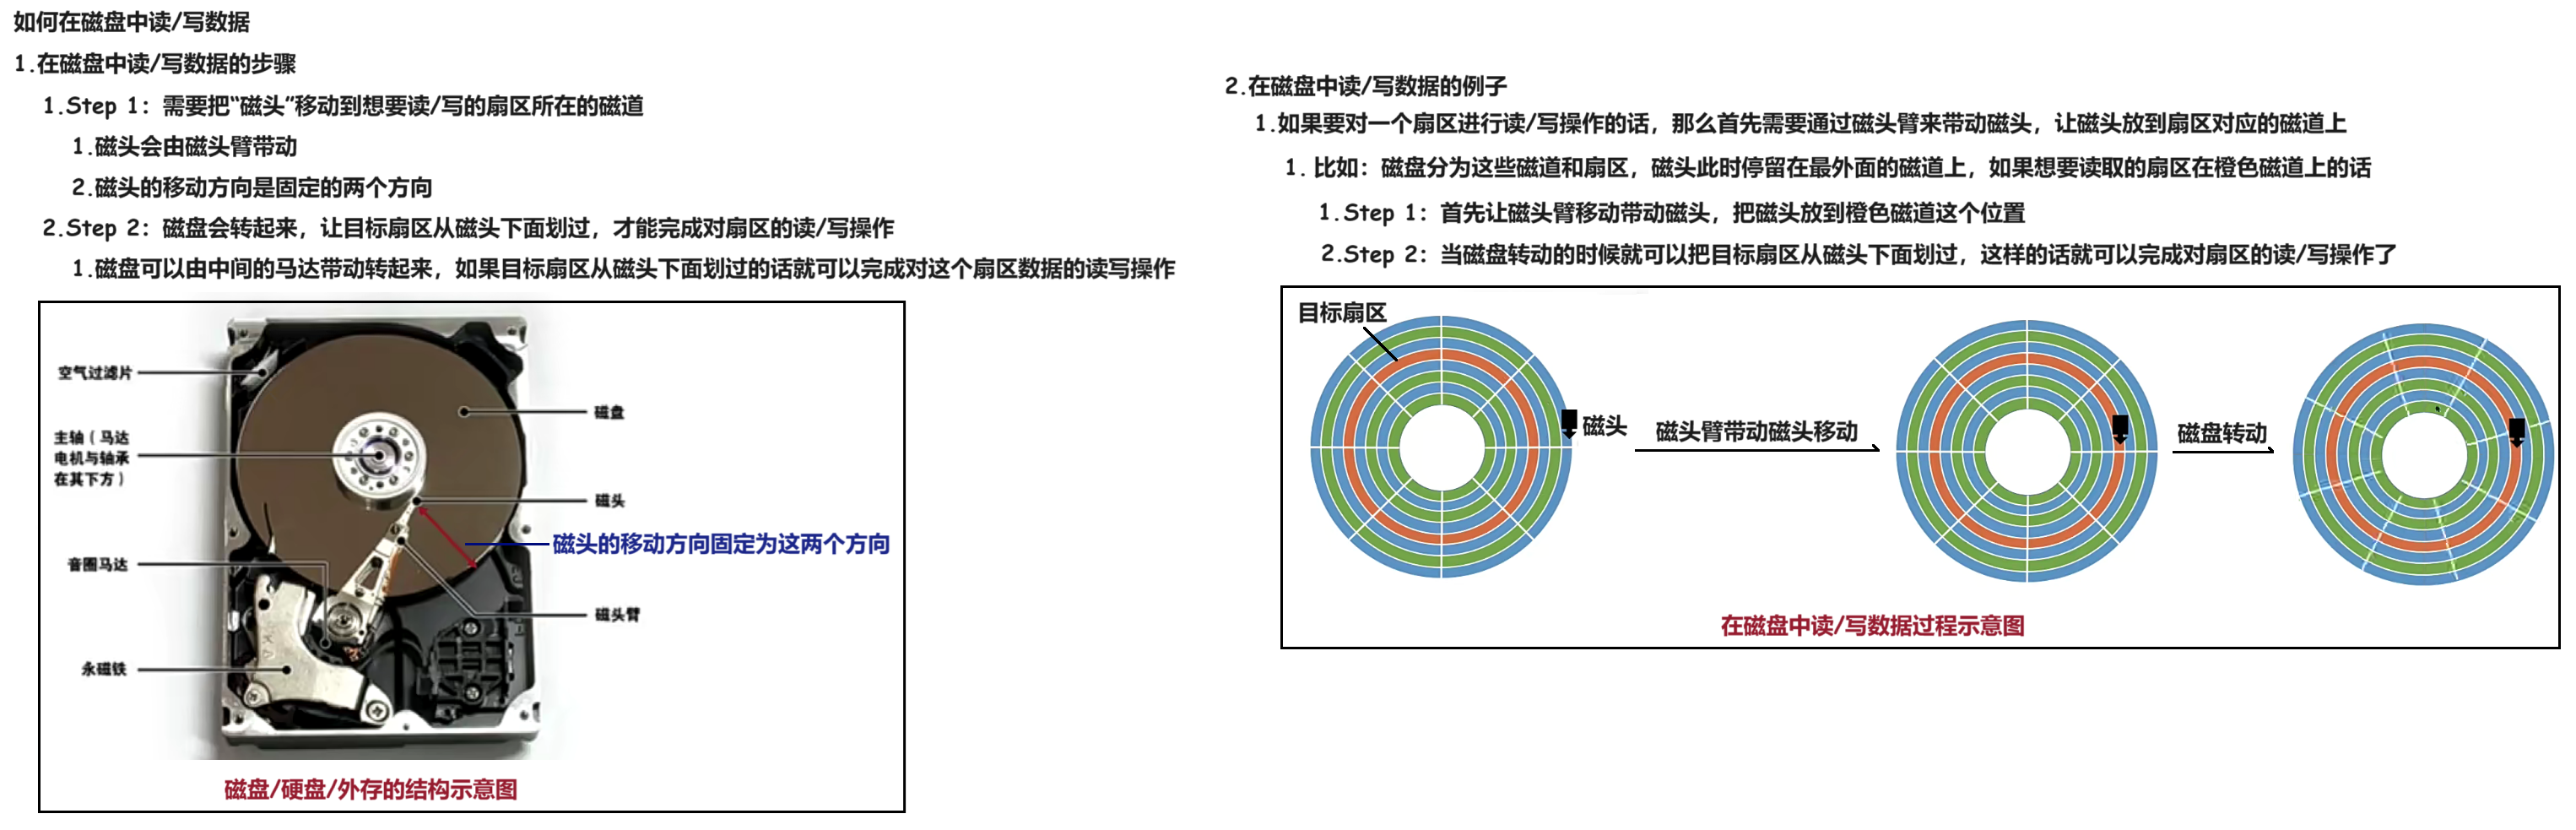 如何在磁盘中读/写数据
1.在磁盘中读/写数据的步骤
1.Step 1：需要把“磁头”移动到想要读/写的扇区所在的磁道
1.磁头会由磁头臂带动
2.磁头的移动方向是固定的两个方向
2.Step 2：磁盘会转起来，让目标扇区从磁头下面划过，才能完成对扇区的读/写操作
1.磁盘可以由中间的马达带动转起来，如果目标扇区从磁头下面划过的话就可以完成对这个扇区数据的读写操作
空气过滤片
主轴（马达
电机与轴承
在其下方）
音圈马达
永磁铁
磁盘
磁头
磁头的移动方向固定为这两个方向
磁头臂
磁盘/硬盘/外存的结构示意图
2.在磁盘中读/写数据的例子
1.如果要对一个扇区进行读/写操作的话，那么首先需要通过磁头臂来带动磁头，让磁头放到扇区对应的磁道上
1. 比如：磁盘分为这些磁道和扇区，磁头此时停留在最外面的磁道上，如果想要读取的扇区在橙色磁道上的话
1.Step 1：首先让磁头臂移动带动磁头，把磁头放到橙色磁道这个位置
2.Step 2：当磁盘转动的时候就可以把目标扇区从磁头下面划过，这样的话就可以完成对扇区的读/写操作了
目标扇区
磁头
磁头臂带动磁头移动
磁盘转动
在磁盘中读/写数据过程示意图